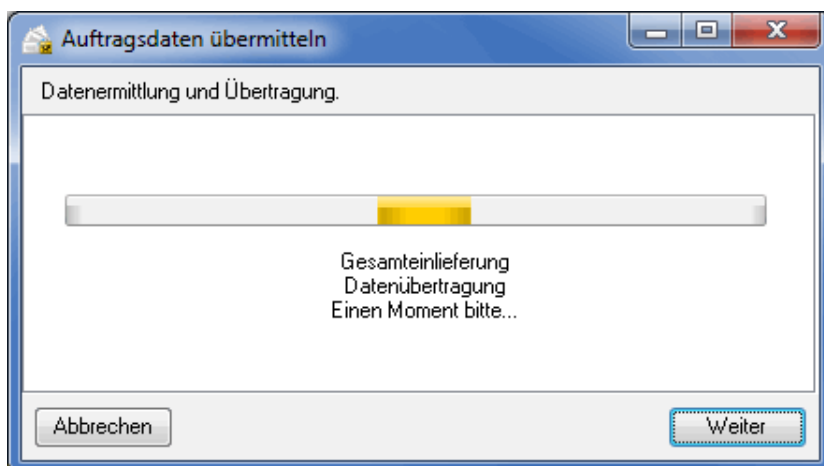 Auftragsdaten übermitteln
Datenermittlung und Übertragung.
Gesamteinlieferung
Datenübertragung
Einen Moment bitte...
Abbrechen
Weiter